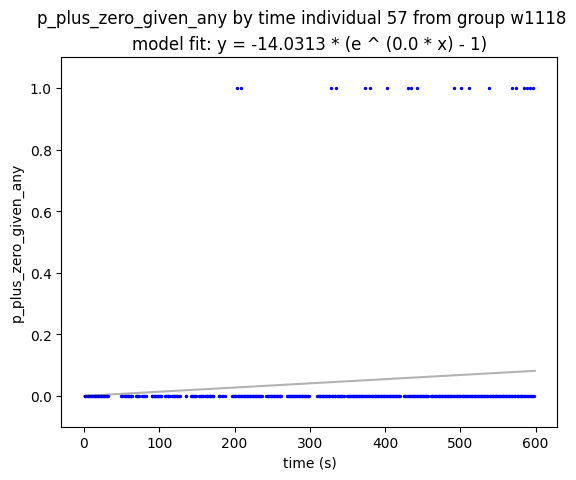 p_plus_zero_given_any by time individual 57 from group w1118
model fit: y = -14.0313 * (e ^ (0.0 * x) - 1)
1.0
0.8
0.6
0.4
0.2
0.0
p_plus_zero_given_any
0 100 200 300 400 500 600
time (s)